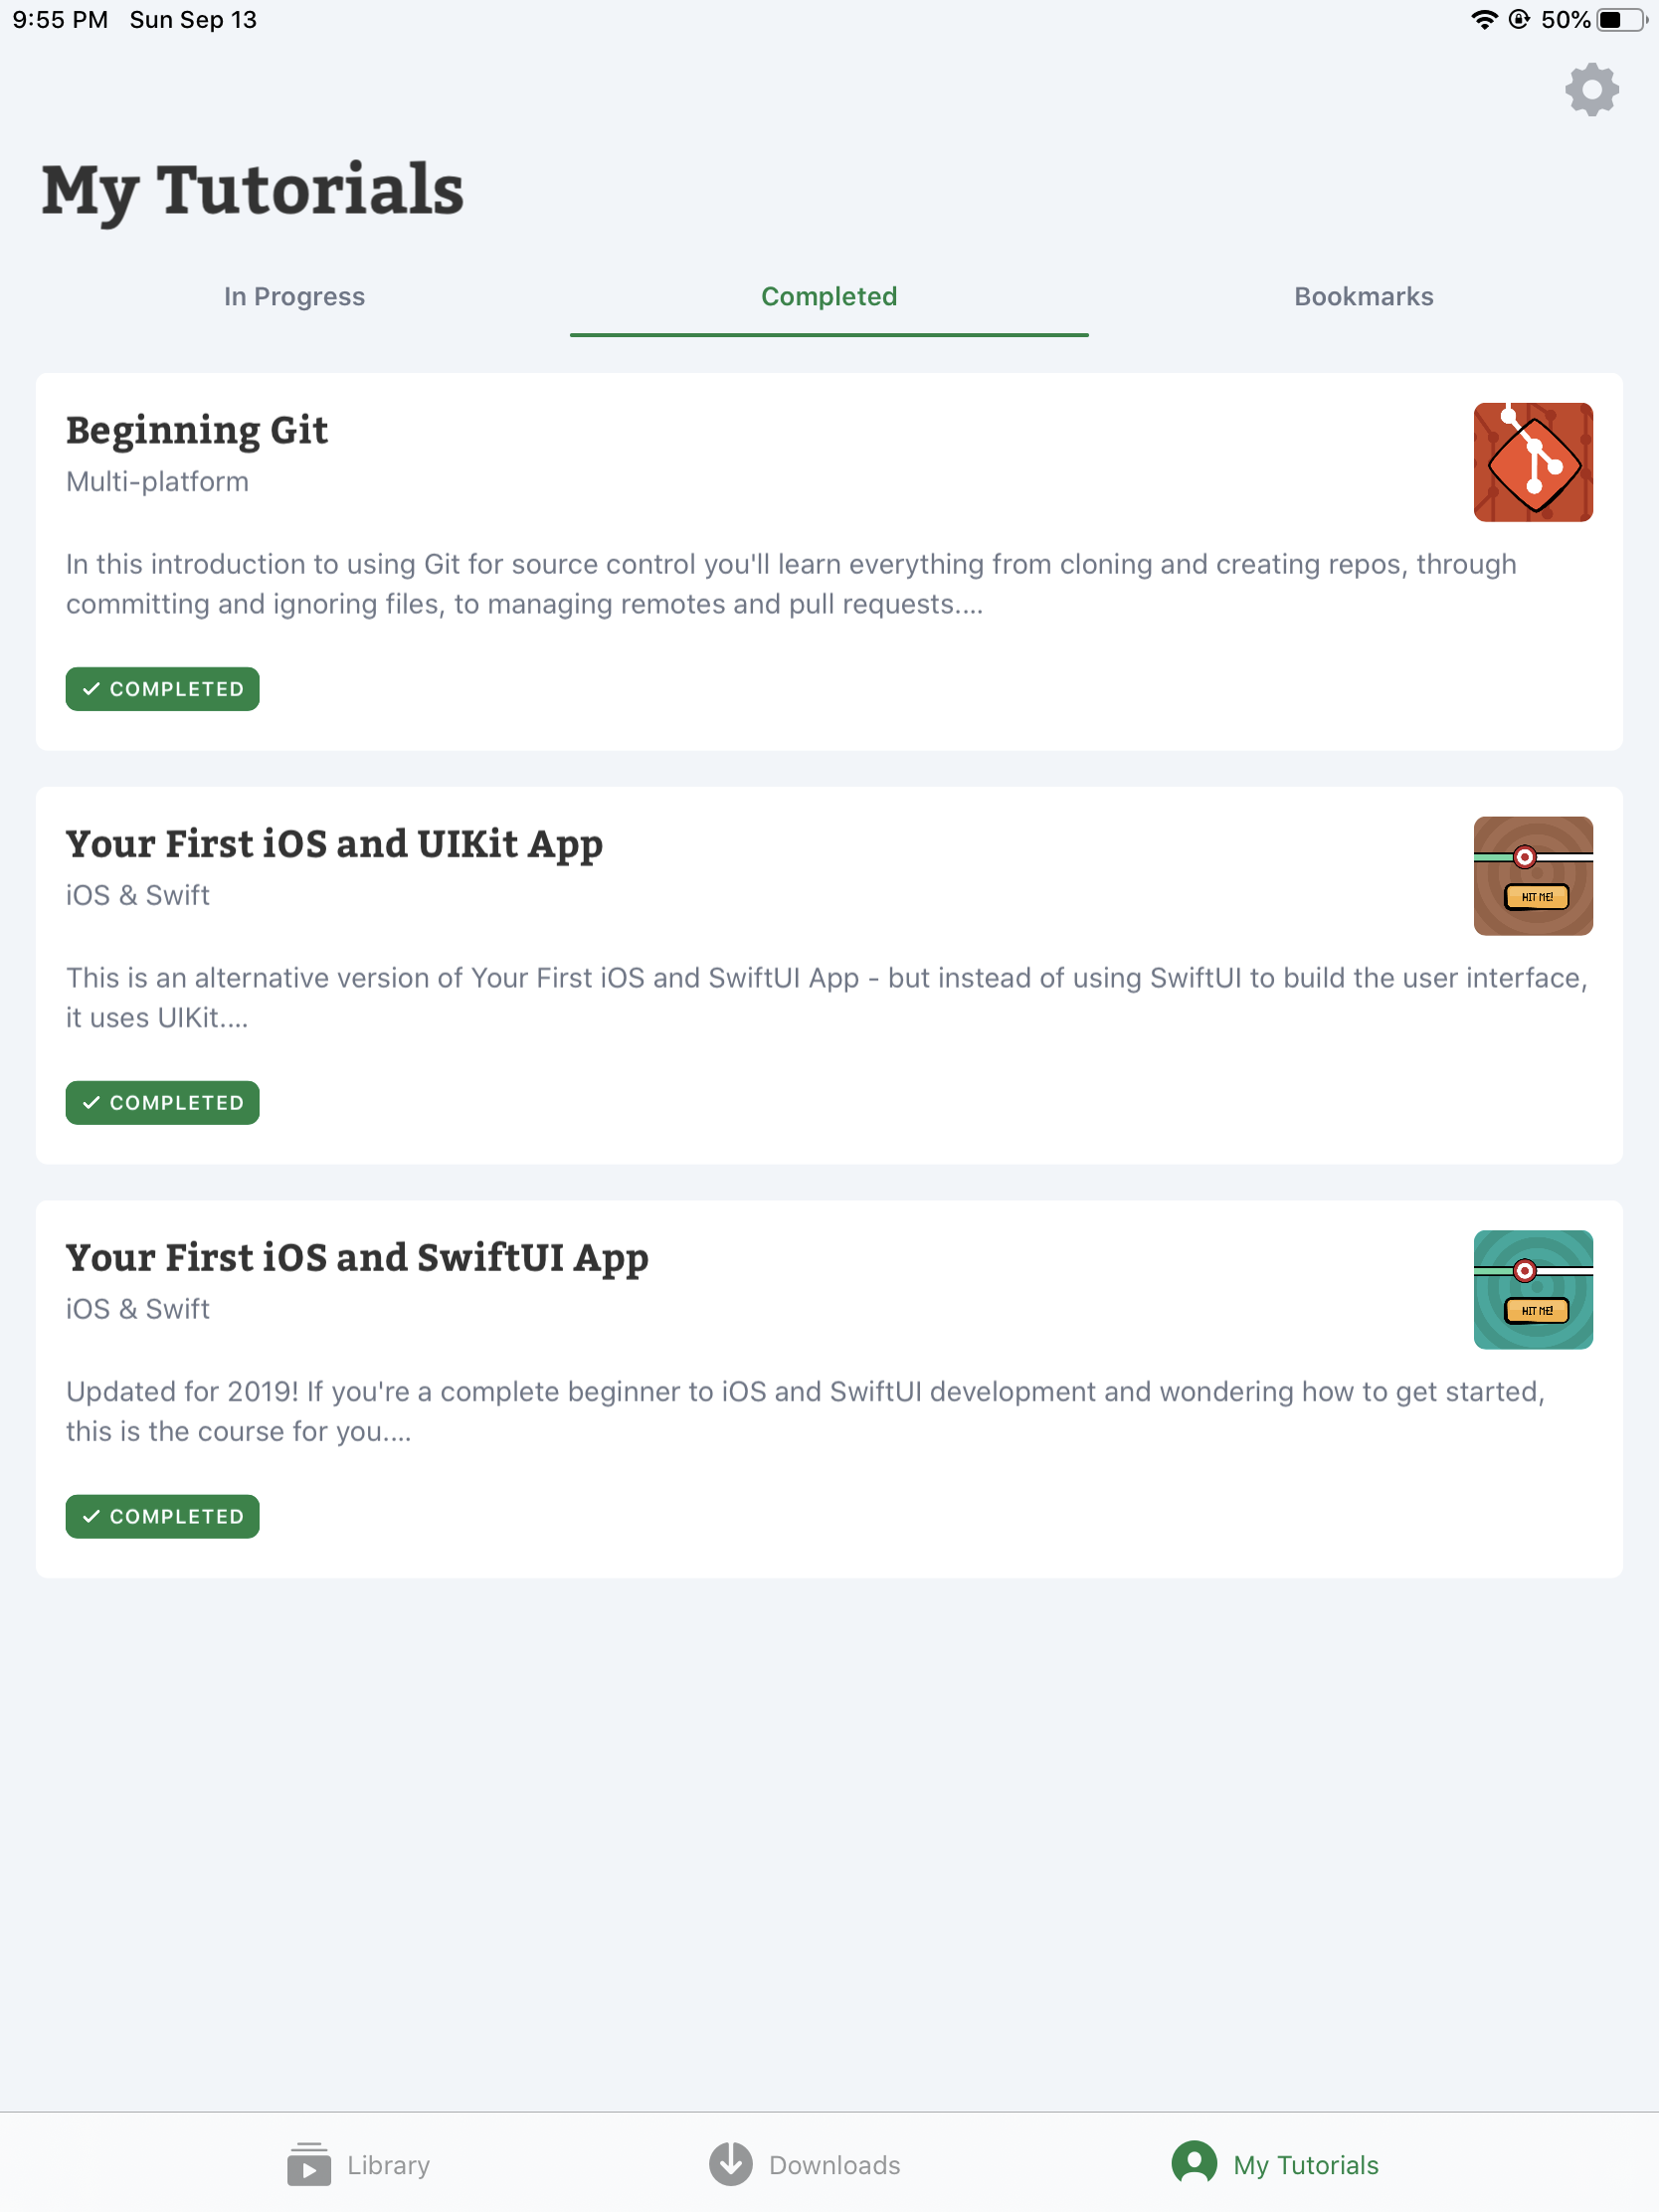 9:55 PM Sun Sep 13 50%
My Tutorials
In Progress Completed Bookmarks
Beginning Git
Multi-platform
In this introduction to using Git for source control you'll learn everything from cloning and creating repos, through
committing and ignoring files, to managing remotes and pull requests....
COMPLETED
Your First iOS and UIKit App
iOS & Swift
HIT ME!
This is an alternative version of Your First iOS and SwiftUI App - but instead of using SwiftUI to build the user interface,
it uses UIKit....
COMPLETED
Your First iOS and SwiftUI App
iOS & Swift
HIT ME!
Updated for 2019! If you're a complete beginner to iOS and SwiftUI development and wondering how to get started,
this is the course for you....
COMPLETED
Library Downloads My Tutorials